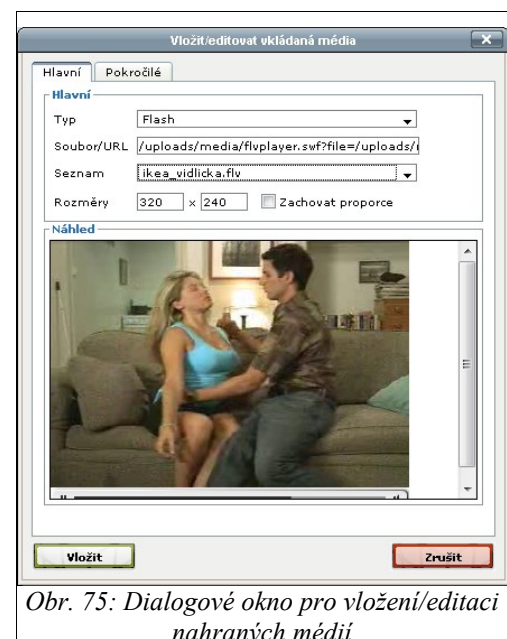 Vložit/editovat vkládaná média
Hlavní Pokročilé
Hlavní
Typ Flash
Soubor/URL /uploads/media/flvplayer.swf?file=/uploads/
Seznam ikea_vidlicka.flv
Rozměry 320 x 240 Zachovat proporce
Náhled
Vložit Zrušit
Obr. 75: Dialogové okno pro vložení/editaci
nahraných médií